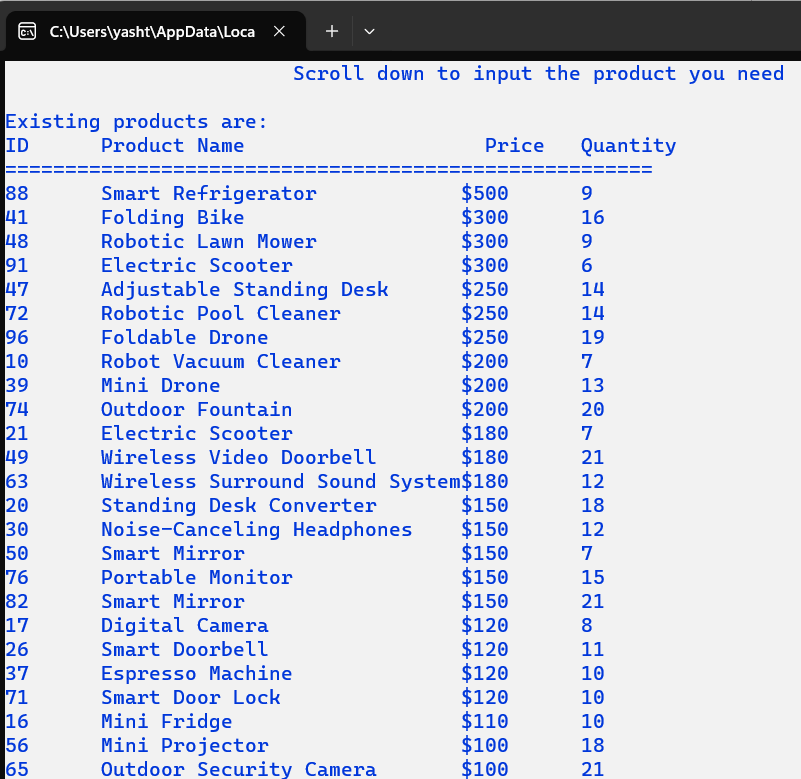 C:\Users\yasht\AppData\Loca
Scroll down to input the product you need
Existing products are:
ID Product Name Price Quantity
======================================================
88 Smart Refrigerator $500 9
41 Folding Bike $300 16
48 Robotic Lawn Mower $300 9
91 Electric Scooter $300 6
47 Adjustable Standing Desk $250 14
72 Robotic Pool Cleaner $250 14
96 Foldable Drone $250 19
10 Robot Vacuum Cleaner $200 7
39 Mini Drone $200 13
74 Outdoor Fountain $200 20
21 Electric Scooter $180 7
49 Wireless Video Doorbell $180 21
63 Wireless Surround Sound System$180 12
20 Standing Desk Converter $150 18
30 Noise-Canceling Headphones $150 12
50 Smart Mirror $150 7
76 Portable Monitor $150 15
82 Smart Mirror $150 21
17 Digital Camera $120 8
26 Smart Doorbell $120 11
37 Espresso Machine $120 10
71 Smart Door Lock $120 10
16 Mini Fridge $110 10
56 Mini Projector $100 18
65 Outdoor Security Camera $100 21